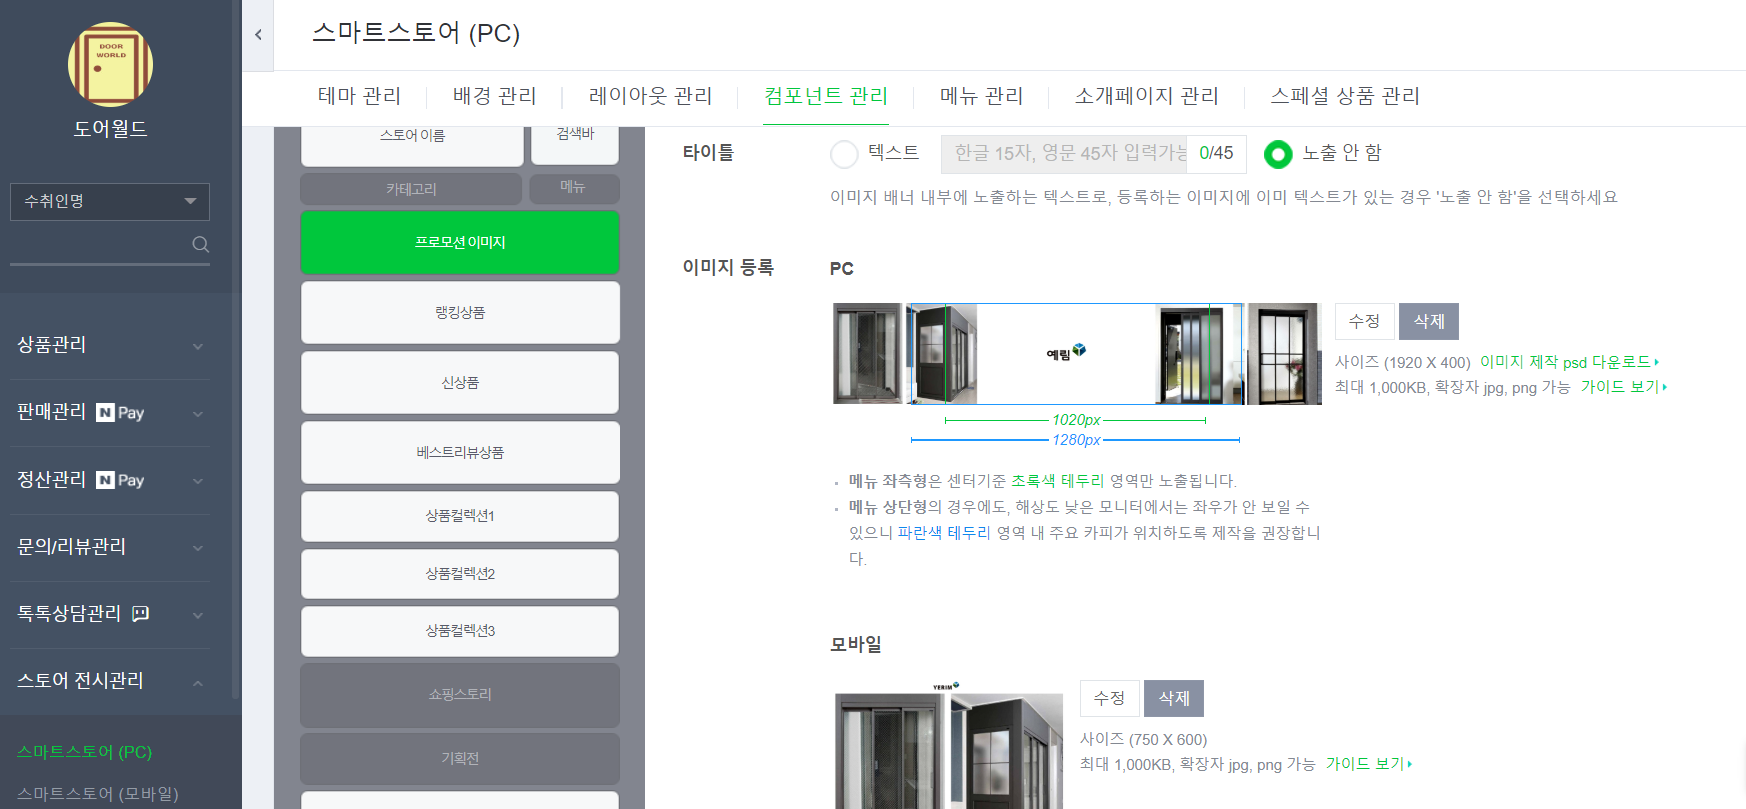 DOOR
WORLD
도어월드
수취인명
상품관리
판매관리 N Pay
정산관리 N Pay
문의/리뷰관리
톡톡상담관리
스토어 전시관리
스마트스토어 (PC)
스마트스토어 (모바일)
스마트스토어 (PC)
테마 관리
배경 관리
레이아웃 관리
컴포넌트 관리
메뉴 관리
소개페이지 관리
스페셜 상품 관리
스토어 이름
검색바
카테고리
메뉴
프로모션 이미지
랭킹상품
신상품
베스트리뷰상품
상품컬렉션1
상품컬렉션2
상품컬렉션3
쇼핑스토리
기획전
타이틀
텍스트
한글 15자, 영문 45자 입력가능
0/45
노출 안 함
이미지 배너 내부에 노출하는 텍스트로, 등록하는 이미지에 이미 텍스트가 있는 경우 '노출 안 함'을 선택하세요
이미지 등록
PC
예림
수정
삭제
사이즈 (1920 X 400) 이미지 제작 psd 다운로드
최대 1,000KB, 확장자 jpg, png 가능 가이드 보기
1020px
1280px
메뉴 좌측형은 센터기준 초록색 테두리 영역만 노출됩니다.
메뉴 상단형의 경우에도, 해상도 낮은 모니터에서는 좌우가 안 보일 수
있으니 파란색 테두리 영역 내 주요 카피가 위치하도록 제작을 권장합니
다.
모바일
YERIM
수정
삭제
사이즈 (750 X 600)
최대 1,000KB, 확장자 jpg, png 가능 가이드 보기